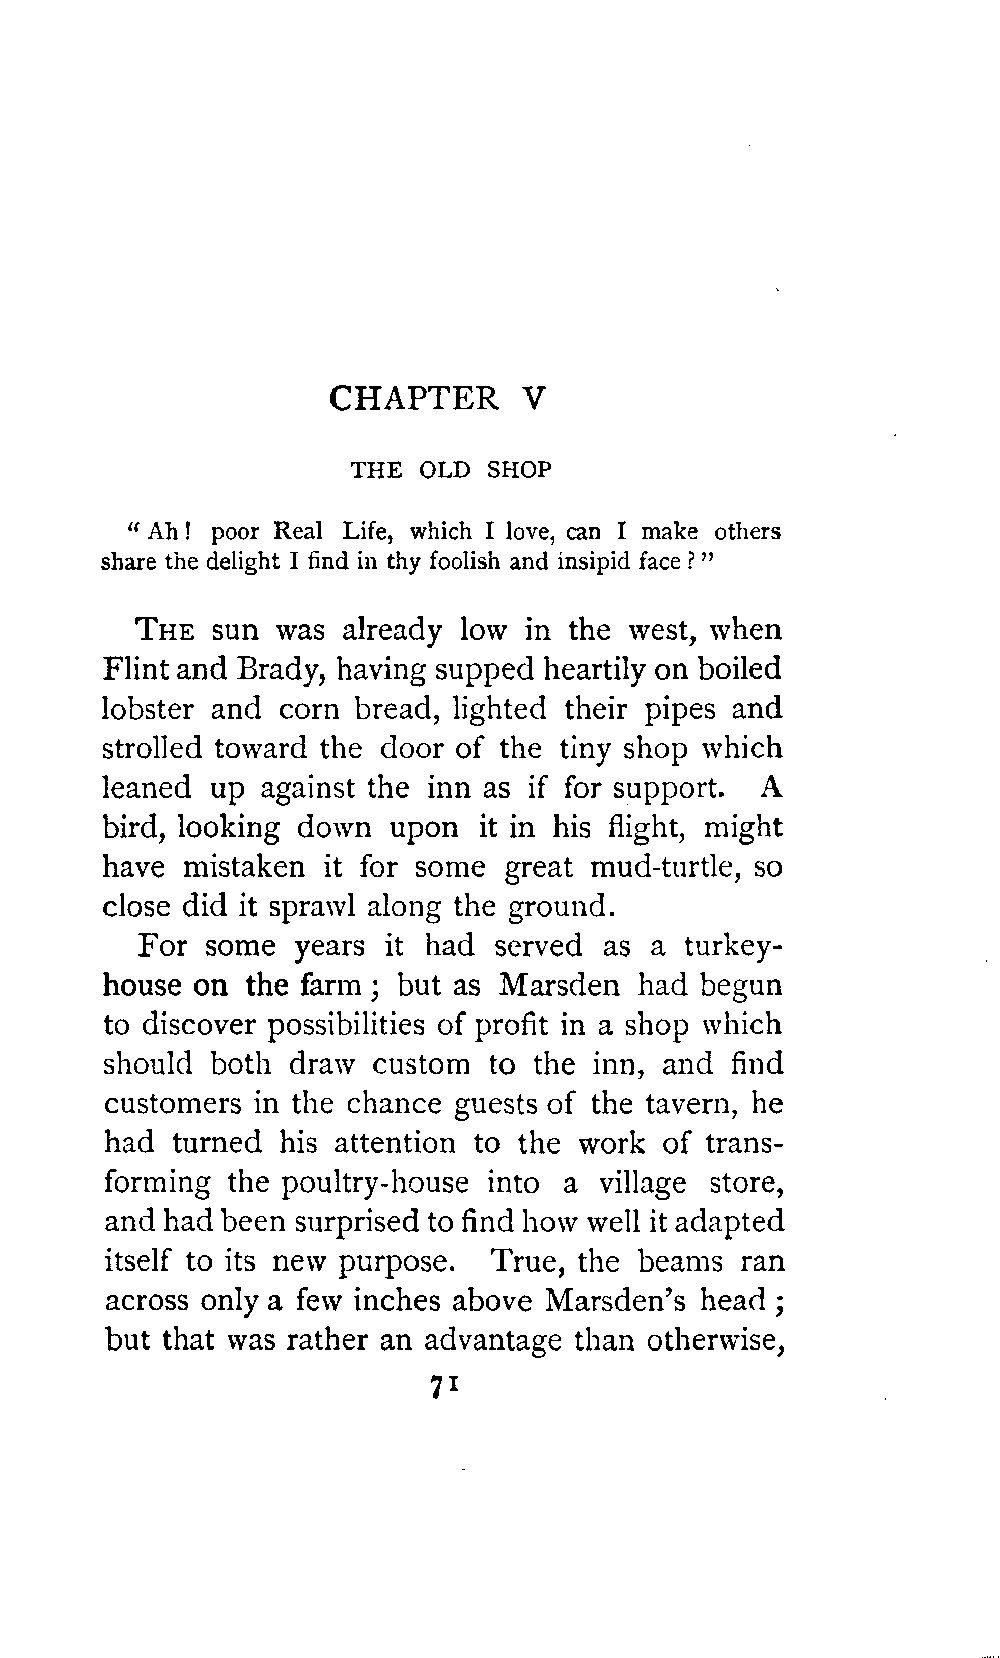 CHAPTER V
THE OLD SHOP
“Ah! poor Real Life, which I love, can I make others
share the delight I find in thy foolish and insipid face?”
THE sun was already low in the west, when
Flint and Brady, having supped heartily on boiled
lobster and corn bread, lighted their pipes and
strolled toward the door of the tiny shop which
leaned up against the inn as if for support. A
bird, looking down upon it in his flight, might
have mistaken it for some great mud-turtle, so
close did it sprawl along the ground.
For some years it had served as a turkey-
house on the farm; but as Marsden had begun
to discover possibilities of profit in a shop which
should both draw custom to the inn, and find
customers in the chance guests of the tavern, he
had turned his attention to the work of trans-
forming the poultry-house into a village store,
and had been surprised to find how well it adapted
itself to its new purpose. True, the beams ran
across only a few inches above Marsden's head;
but that was rather an advantage than otherwise,
71